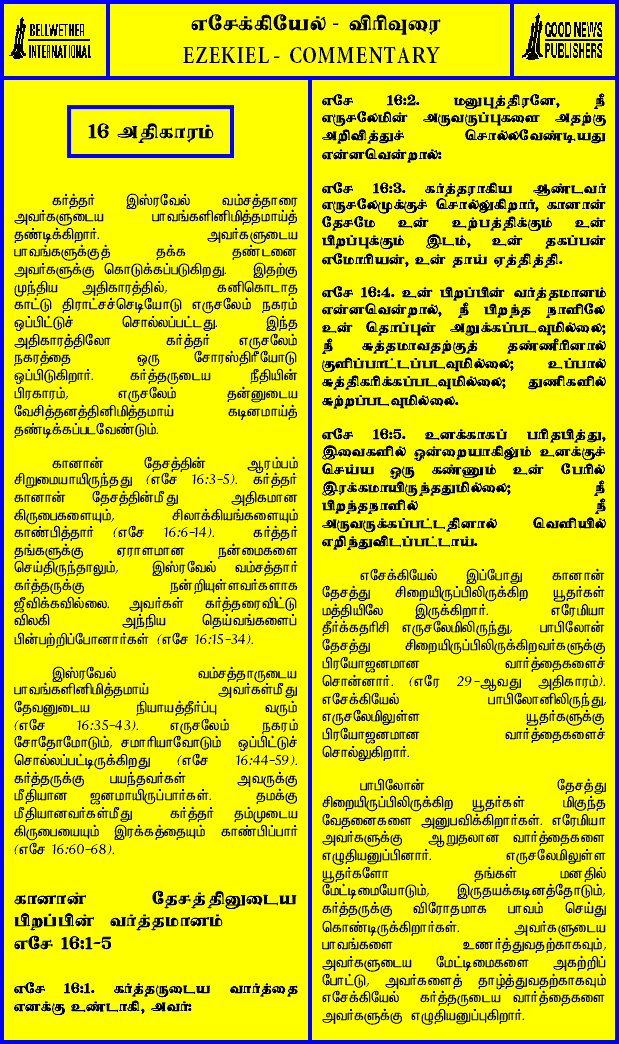 BELLWETHER
INTERNATIONAL
எசேக்கியேல் - விரிவுரை
EZEKIEL - COMMENTARY
GOOD NEWS
PUBLISHERS
16 அதிகாரம்
கர்த்தர் இஸ்ரவேல் வம்சத்தாரை
அவர்களுடைய பாவங்களினிமித்தமாய்த்
தண்டிக்கிறார். அவர்களுடைய
பாவங்களுக்குத் தக்க தண்டனை
அவர்களுக்கு கொடுக்கப்படுகிறது. இதற்கு
முந்திய அதிகாரத்தில், கனிகொடாத
காட்டு திராட்சச்செடியோடு எருசலேம் நகரம்
ஒப்பிட்டுச் சொல்லப்பட்டது. இந்த
அதிகாரத்திலோ கர்த்தர் எருசலேம்
நகரத்தை ஒரு சோரஸ்திரீயோடு
ஒப்பிடுகிறார். கர்த்தருடைய நீதியின்
பிரகாரம், எருசலேம் தன்னுடைய
வேசித்தனத்தினிமித்தமாய் கடினமாய்த்
தண்டிக்கப்படவேண்டும்.
கானான் தேசத்தின் ஆரம்பம்
சிறுமையாயிருந்தது (எசே 16:3-5). கர்த்தர்
கானான் தேசத்தின்மீது அதிகமான
கிருபைகளையும், சிலாக்கியங்களையும்
காண்பித்தார் (எசே 16:6-14). கர்த்தர்
தங்களுக்கு ஏராளமான நன்மைகளை
செய்திருந்தாலும், இஸ்ரவேல் வம்சத்தார்
கர்த்தருக்கு நன்றியுள்ளவர்களாக
ஜீவிக்கவில்லை. அவர்கள் கர்த்தரைவிட்டு
விலகி அந்நிய தெய்வங்களைப்
பின்பற்றிப்போனார்கள் (எசே 16:15-34).
இஸ்ரவேல் வம்சத்தாருடைய
பாவங்களினிமித்தமாய் அவர்கள்மீது
தேவனுடைய நியாயத்தீர்ப்பு வரும்
(எசே 16:35-43). எருசலேம் நகரம்
சோதோமோடும், சமாரியாவோடும் ஒப்பிட்டுச்
சொல்லப்பட்டிருக்கிறது (எசே 16:44-59).
கர்த்தருக்கு பயந்தவர்கள் அவருக்கு
மீதியான ஜனமாயிருப்பார்கள். தமக்கு
மீதியானவர்கள்மீது கர்த்தர் தம்முடைய
கிருபையையும் இரக்கத்தையும் காண்பிப்பார்
(எசே 16:60-68).
கானான் தேசத்தினுடைய
பிறப்பின் வர்த்தமானம்
எசே 16:1-5
எசே 16:1. கர்த்தருடைய வார்த்தை
எனக்கு உண்டாகி, அவர்:
எசே 16:2. மனுபுத்திரனே, நீ
எருசலேமின் அருவருப்புகளை அதற்கு
அறிவித்துச் சொல்லவேண்டியது
என்னவென்றால்:
எசே 16:3. கர்த்தராகிய ஆண்டவர்
எருசலேமுக்குச் சொல்லுகிறார், கானான்
தேசமே உன் உற்பத்திக்கும் உன்
பிறப்புக்கும் இடம், உன் தகப்பன்
எமோரியன், உன் தாய் ஏத்தித்தி.
எசே 16:4. உன் பிறப்பின் வர்த்தமானம்
என்னவென்றால், நீ பிறந்த நாளிலே
உன் தொப்புள் அறுக்கப்படவுமில்லை;
நீ சுத்தமாவதற்குத் தண்ணீரினால்
குளிப்பாட்டப்படவுமில்லை; உப்பால்
சுத்திகரிக்கப்படவுமில்லை; துணிகளில்
சுற்றப்படவுமில்லை.
எசே 16:5. உனக்காகப் பரிதபித்து,
இவைகளில் ஒன்றையாகிலும் உனக்குச்
செய்ய ஒரு கண்ணும் உன் பேரில்
இரக்கமாயிருந்ததுமில்லை; நீ
பிறந்தநாளில் நீ
அருவருக்கப்பட்டதினால் வெளியில்
எறிந்துவிடப்பட்டாய்.
எசேக்கியேல் இப்போது கானான்
தேசத்து சிறையிருப்பிலிருக்கிற யூதர்கள்
மத்தியிலே இருக்கிறார். எரேமியா
தீர்க்கதரிசி எருசலேமிலிருந்து, பாபிலோன்
தேசத்து சிறையிருப்பிலிருக்கிறவர்களுக்கு
பிரயோஜனமான வார்த்தைகளைச்
சொன்னார். (எரே 29-ஆவது அதிகாரம்).
எசேக்கியேல் பாபிலோனிலிருந்து,
எருசலேமிலுள்ள யூதர்களுக்கு
பிரயோஜனமான வார்த்தைகளைச்
சொல்லுகிறார்.
பாபிலோன் தேசத்து
சிறையிருப்பிலிருக்கிற யூதர்கள் மிகுந்த
வேதனைகளை அனுபவிக்கிறார்கள். எரேமியா
அவர்களுக்கு ஆறுதலான வார்த்தைகளை
எழுதியனுப்பினார். எருசலேமிலுள்ள
யூதர்களோ தங்கள் மனதில்
மேட்டிமையோடும், இருதயக்கடினத்தோடும்,
கர்த்தருக்கு விரோதமாக பாவம் செய்து
கொண்டிருக்கிறார்கள். அவர்களுடைய
பாவங்களை உணர்த்துவதற்காகவும்,
அவர்களுடைய மேட்டிமைகளை அகற்றிப்
போட்டு, அவர்களைத் தாழ்த்துவதற்காகவும்
எசேக்கியேல் கர்த்தருடைய வார்த்தைகளை
அவர்களுக்கு எழுதியனுப்புகிறார்.